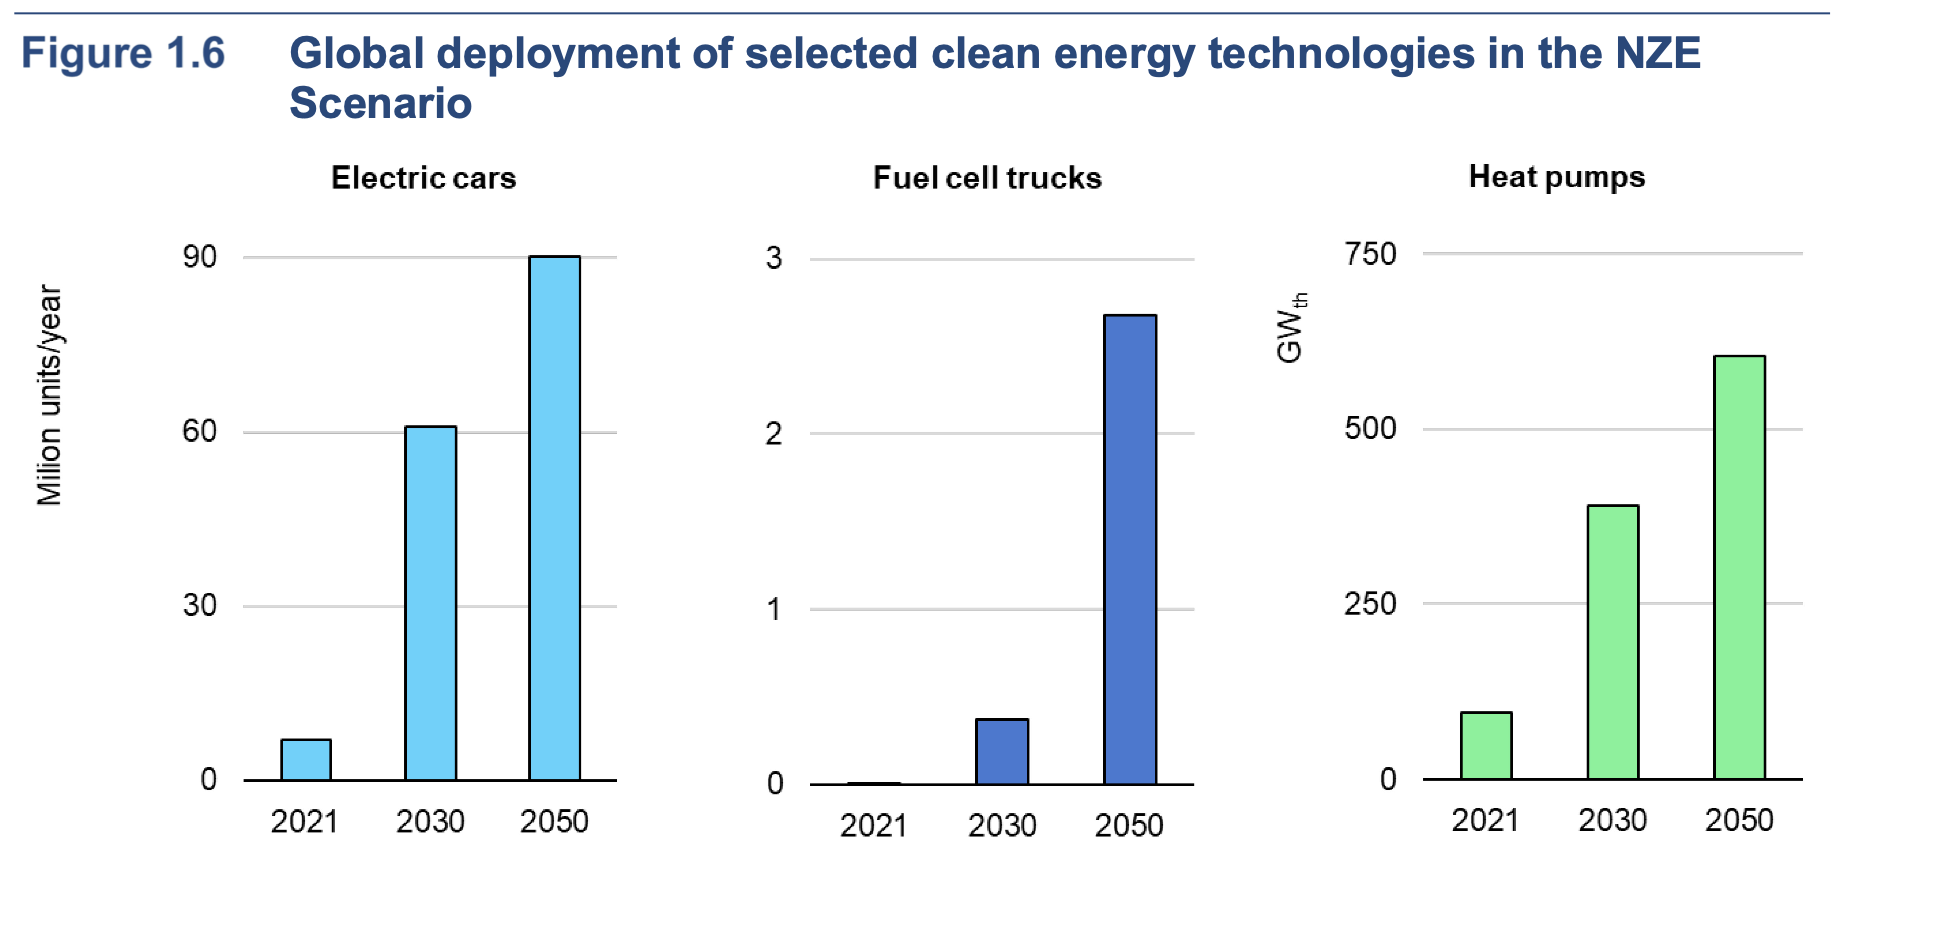 Figure 1.6 Global deployment of selected clean energy technologies in the NZE
Scenario
Electric cars
Milion units/year
90
60
30
0
2021 2030 2050
Fuel cell trucks
3
2
1
0
2021 2030 2050
Heat pumps
GWth
750
500
250
0
2021 2030 2050